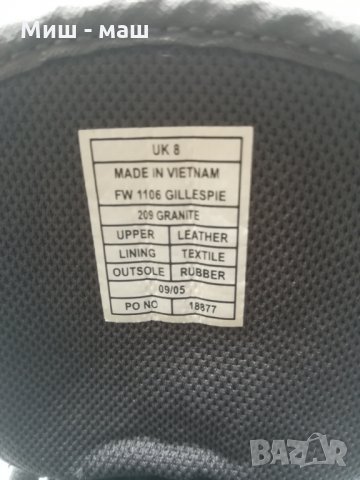 Миш - маш
UK 8
MADE IN VIETNAM
FW 1106 GILLESPIE
209 GRANITE
UPPER LEATHER
LINING TEXTILE
OUTSOLE RUBBER
09/05
PO NO 18877
BAZAR